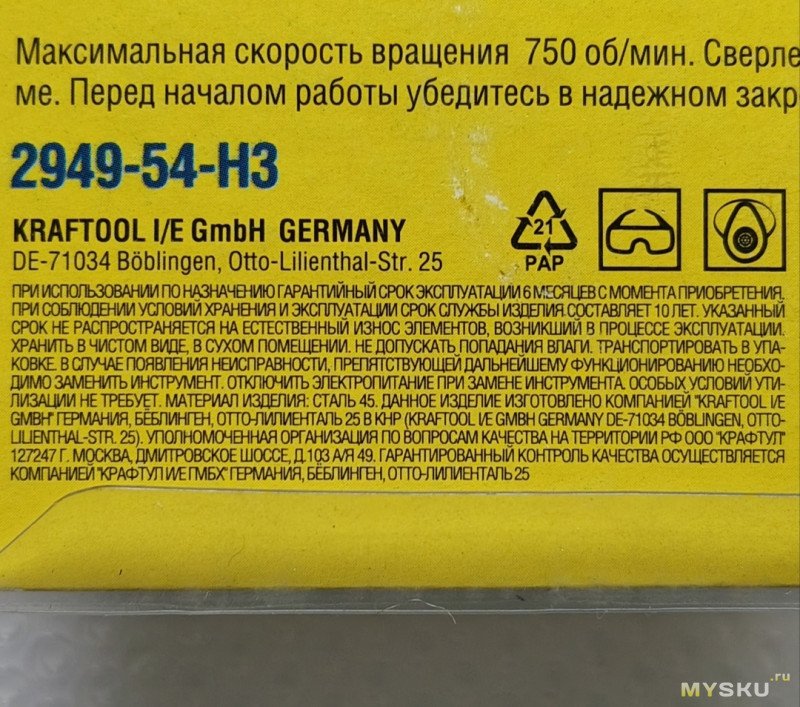 Максимальная скорость вращения 750 об/мин. Сверле
ме. Перед началом работы убедитесь в надежном закр
2949-54-H3
KRAFTOOL I/E GmbH GERMANY
DE-71034 Böblingen, Otto-Lilienthal-Str. 25
21
PAP
ПРИ ИСПОЛЬЗОВАНИИ ПО НАЗНАЧЕНИЮ ГАРАНТИЙНЫЙ СРОК ЭКСПЛУАТАЦИИ 6 МЕСЯЦЕВ С МОМЕНТА ПРИОБРЕТЕНИЯ.
ПРИ СОБЛЮДЕНИИ УСЛОВИЙ ХРАНЕНИЯ И ЭКСПЛУАТАЦИИ СРОК СЛУЖБЫ ИЗДЕЛИЯ СОСТАВЛЯЕТ 10 ЛЕТ. УКАЗАННЫЙ
СРОК НЕ РАСПРОСТРАНЯЕТСЯ НА ЕСТЕСТВЕННЫЙ ИЗНОС ЭЛЕМЕНТОВ, ВОЗНИКШИЙ В ПРОЦЕССЕ ЭКСПЛУАТАЦИИ.
ХРАНИТЬ В ЧИСТОМ ВИДЕ, В СУХОМ ПОМЕЩЕНИИ. НЕ ДОПУСКАТЬ ПОПАДАНИЯ ВЛАГИ. ТРАНСПОРТИРОВАТЬ В УПА-
КОВКЕ. В СЛУЧАЕ ПОЯВЛЕНИЯ НЕИСПРАВНОСТИ, ПРЕПЯТСТВУЮЩЕЙ ДАЛЬНЕЙШЕМУ ФУНКЦИОНИРОВАНИЮ НЕОБХО-
ДИМО ЗАМЕНИТЬ ИНСТРУМЕНТ. ОТКЛЮЧИТЬ ЭЛЕКТРОПИТАНИЕ ПРИ ЗАМЕНЕ ИНСТРУМЕНТА. ОСОБЫХ УСЛОВИЙ УТИ-
ЛИЗАЦИИ НЕ ТРЕБУЕТ. МАТЕРИАЛ ИЗДЕЛИЯ: СТАЛЬ 45. ДАННОЕ ИЗДЕЛИЕ ИЗГОТОВЛЕНО КОМПАНИЕЙ "KRAFTOOL I/E
GMBH" ГЕРМАНИЯ, БЁБЛИНГЕН, ОТТО-ЛИЛИЕНТАЛЬ 25 В КНР (KRAFTOOL I/E GMBH GERMANY DE-71034 BÖBLINGEN, OTTO-
LILIENTHAL-STR. 25). УПОЛНОМОЧЕННАЯ ОРГАНИЗАЦИЯ ПО ВОПРОСАМ КАЧЕСТВА НА ТЕРРИТОРИИ РФ ООО "КРАФТУЛ"
127247 Г. МОСКВА, ДМИТРОВСКОЕ ШОССЕ, Д.103 А/Я 49. ГАРАНТИРОВАННЫЙ КОНТРОЛЬ КАЧЕСТВА ОСУЩЕСТВЛЯЕТСЯ
КОМПАНИЕЙ "КРАФТУЛ И/Е ГМБХ" ГЕРМАНИЯ, БЁБЛИНГЕН, ОТТО-ЛИЛИЕНТАЛЬ 25
MYSKU.ru